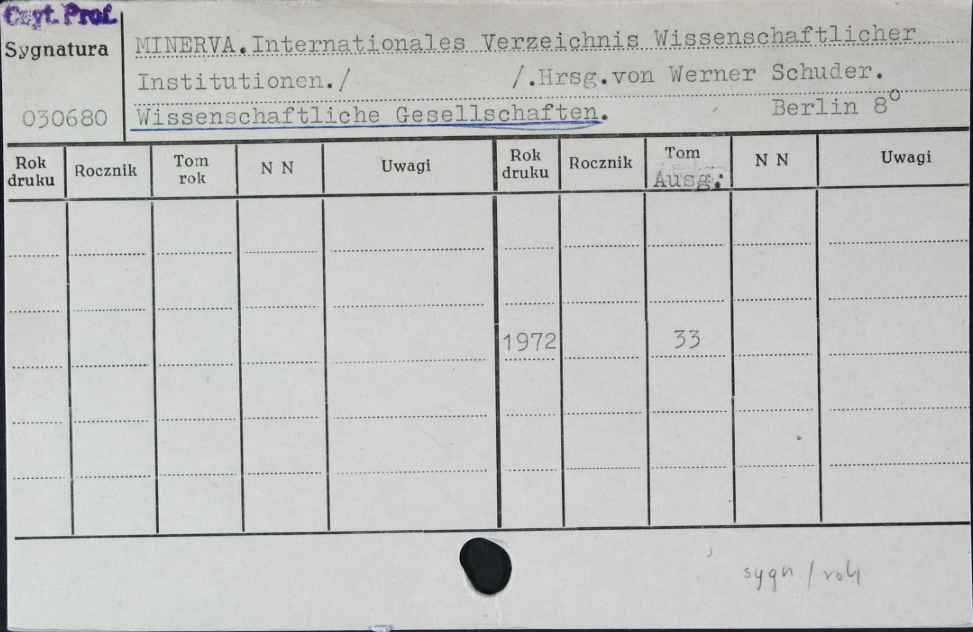 Czyt. Prof.
Sygnatura
030680
MINERVA.Internationales Verzeichnis Wissenschaftlicher
Institutionen./ /.Hrsg.von Werner Schuder.
Wissenschaftliche Gesellschaften. Berlin 8°
Rok druku Rocznik Tom rok N N Uwagi Rok druku Rocznik Tom Ausg: N N Uwagi
1972 33
sygn / rok